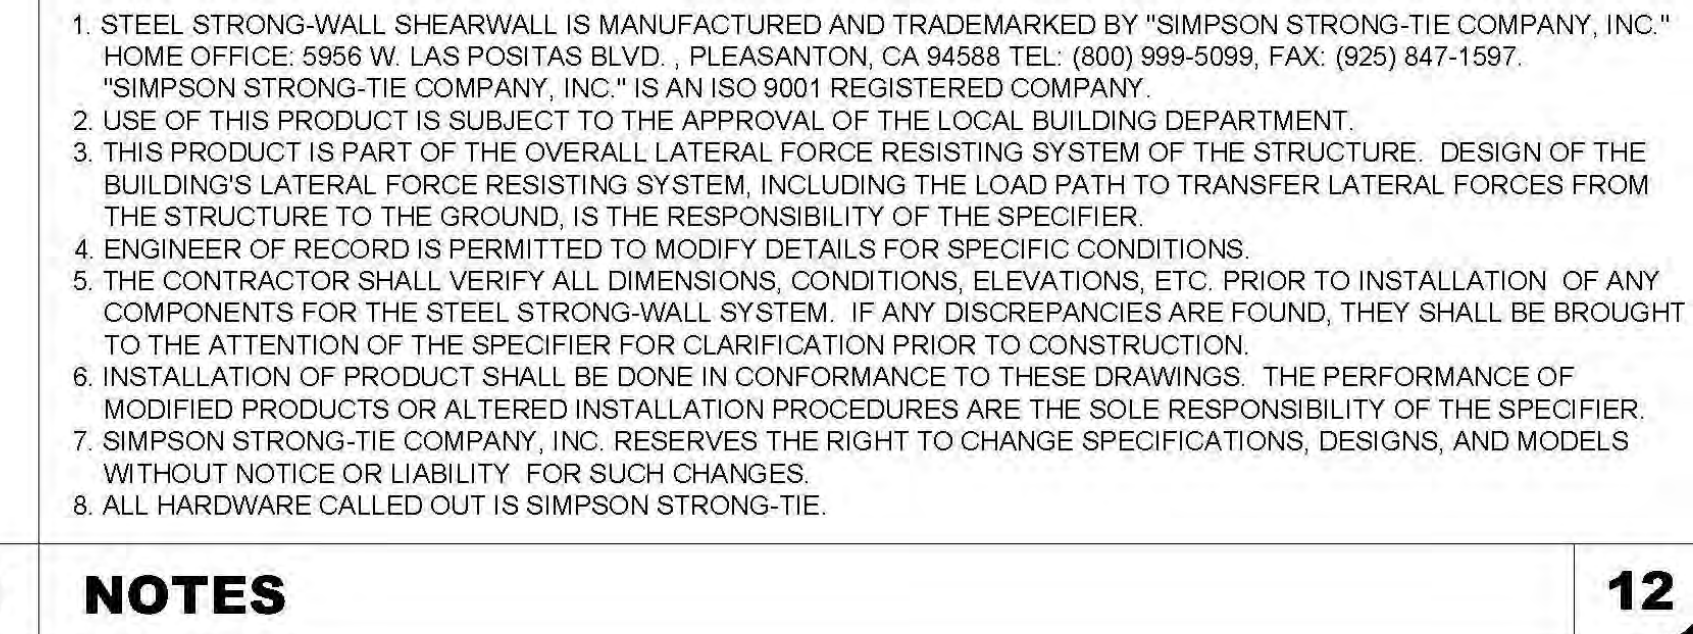 1. STEEL STRONG-WALL SHEARWALL IS MANUFACTURED AND TRADEMARKED BY "SIMPSON STRONG-TIE COMPANY, INC."
HOME OFFICE: 5956 W. LAS POSITAS BLVD. , PLEASANTON, CA 94588 TEL: (800) 999-5099, FAX: (925) 847-1597.
"SIMPSON STRONG-TIE COMPANY, INC." IS AN ISO 9001 REGISTERED COMPANY.
2. USE OF THIS PRODUCT IS SUBJECT TO THE APPROVAL OF THE LOCAL BUILDING DEPARTMENT.
3. THIS PRODUCT IS PART OF THE OVERALL LATERAL FORCE RESISTING SYSTEM OF THE STRUCTURE.  DESIGN OF THE
BUILDING'S LATERAL FORCE RESISTING SYSTEM, INCLUDING THE LOAD PATH TO TRANSFER LATERAL FORCES FROM
THE STRUCTURE TO THE GROUND, IS THE RESPONSIBILITY OF THE SPECIFIER.
4. ENGINEER OF RECORD IS PERMITTED TO MODIFY DETAILS FOR SPECIFIC CONDITIONS.
5. THE CONTRACTOR SHALL VERIFY ALL DIMENSIONS, CONDITIONS, ELEVATIONS, ETC. PRIOR TO INSTALLATION  OF ANY
COMPONENTS FOR THE STEEL STRONG-WALL SYSTEM.  IF ANY DISCREPANCIES ARE FOUND, THEY SHALL BE BROUGHT
TO THE ATTENTION OF THE SPECIFIER FOR CLARIFICATION PRIOR TO CONSTRUCTION.
6. INSTALLATION OF PRODUCT SHALL BE DONE IN CONFORMANCE TO THESE DRAWINGS.  THE PERFORMANCE OF
MODIFIED PRODUCTS OR ALTERED INSTALLATION PROCEDURES ARE THE SOLE RESPONSIBILITY OF THE SPECIFIER.
7. SIMPSON STRONG-TIE COMPANY, INC. RESERVES THE RIGHT TO CHANGE SPECIFICATIONS, DESIGNS, AND MODELS
WITHOUT NOTICE OR LIABILITY  FOR SUCH CHANGES.
8. ALL HARDWARE CALLED OUT IS SIMPSON STRONG-TIE.
NOTES
12